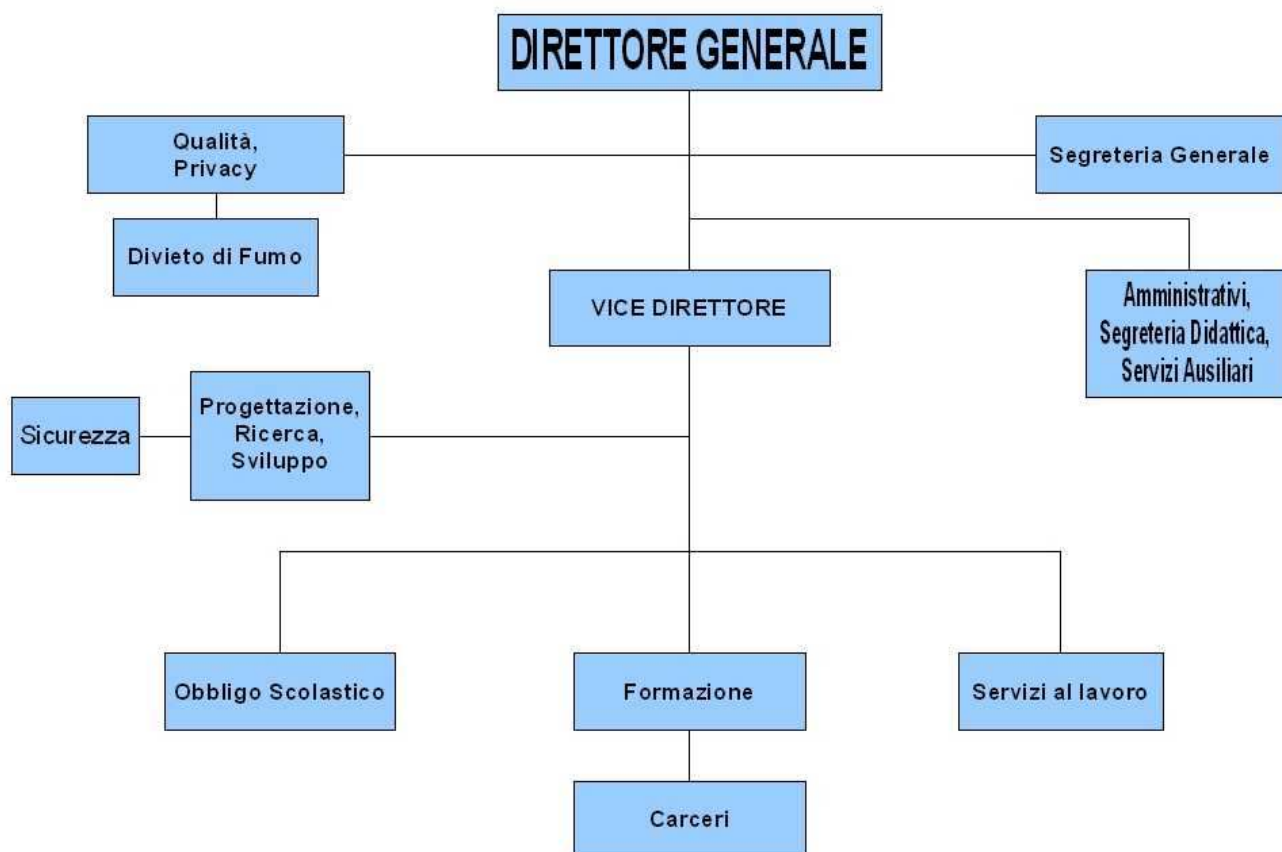 DIRETTORE GENERALE
Qualità,
Privacy
Segreteria Generale
Divieto di Fumo
VICE DIRETTORE
Amministrativi,
Segreteria Didattica,
Servizi Ausiliari
Sicurezza
Progettazione,
Ricerca,
Sviluppo
Obbligo Scolastico
Formazione
Servizi al lavoro
Carceri